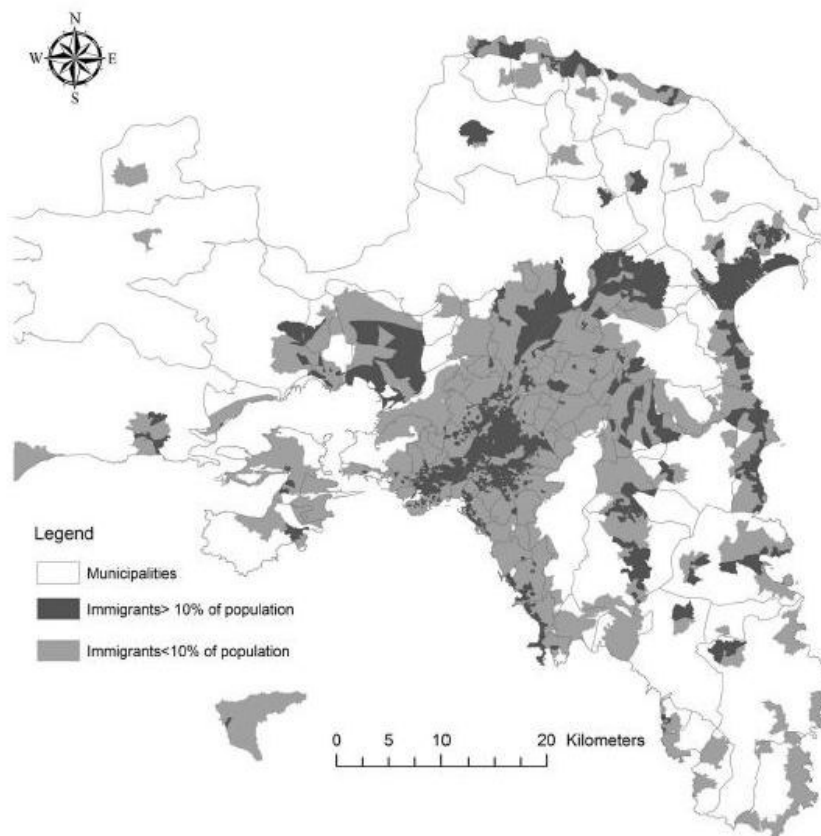 N
W E
S
Legend
Municipalities
Immigrants> 10% of population
Immigrants<10% of population
0 5 10 20 Kilometers